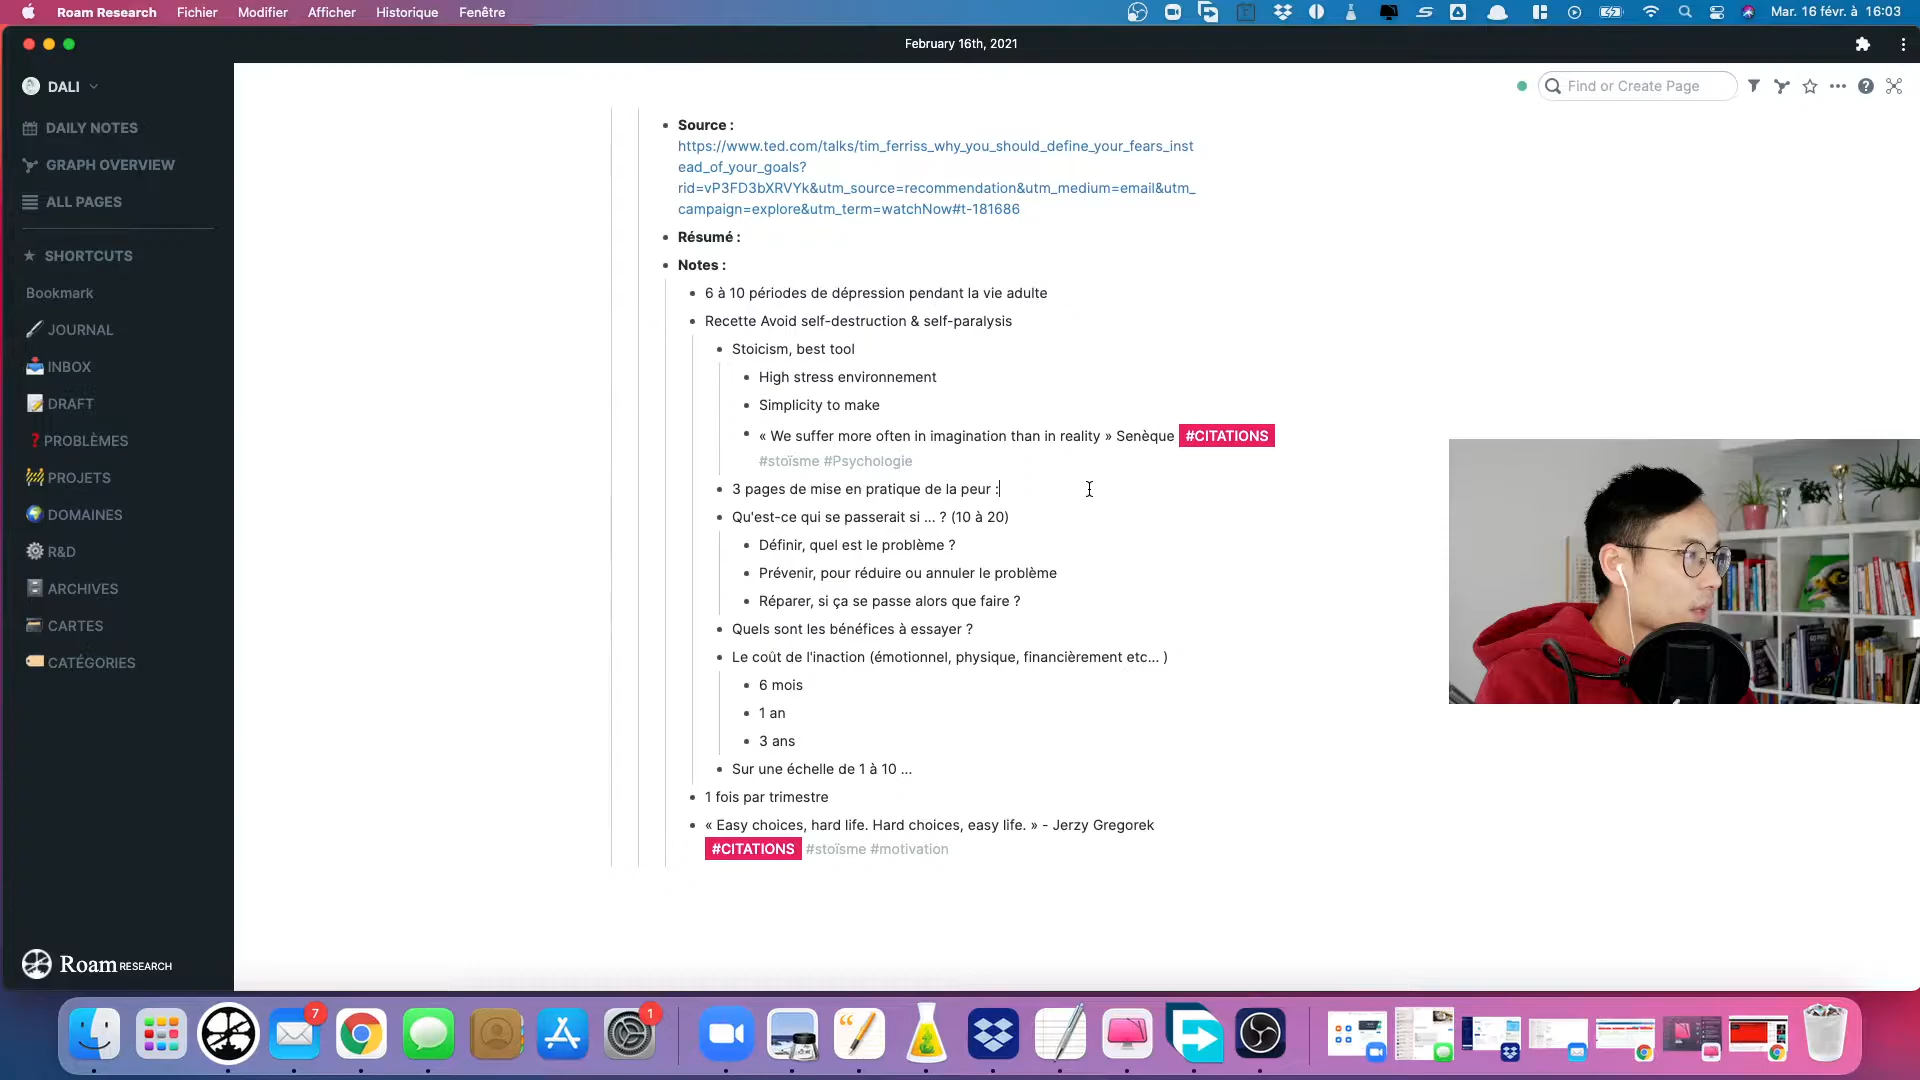 Roam Research Fichier Modifier Afficher Historique Fenêtre Mar. 16 févr. à 16:03
February 16th, 2021
DALI
DAILY NOTES
GRAPH OVERVIEW
ALL PAGES
SHORTCUTS
Bookmark
JOURNAL
INBOX
DRAFT
PROBLÈMES
PROJETS
DOMAINES
R&D
ARCHIVES
CARTES
CATÉGORIES
Roam RESEARCH
Find or Create Page
Source :
https://www.ted.com/talks/tim_ferriss_why_you_should_define_your_fears_inst
ead_of_your_goals?
rid=vP3FD3bXRVYk&utm_source=recommendation&utm_medium=email&utm_
campaign=explore&utm_term=watchNow#t-181686
Résumé :
Notes :
6 à 10 périodes de dépression pendant la vie adulte
Recette Avoid self-destruction & self-paralysis
Stoicism, best tool
High stress environnement
Simplicity to make
« We suffer more often in imagination than in reality » Senèque #CITATIONS
#stoïsme #Psychologie
3 pages de mise en pratique de la peur :
Qu'est-ce qui se passerait si ... ? (10 à 20)
Définir, quel est le problème ?
Prévenir, pour réduire ou annuler le problème
Réparer, si ça se passe alors que faire ?
Quels sont les bénéfices à essayer ?
Le coût de l'inaction (émotionnel, physique, financièrement etc... )
6 mois
1 an
3 ans
Sur une échelle de 1 à 10 ...
1 fois par trimestre
« Easy choices, hard life. Hard choices, easy life. » - Jerzy Gregorek
#CITATIONS #stoïsme #motivation
7
1